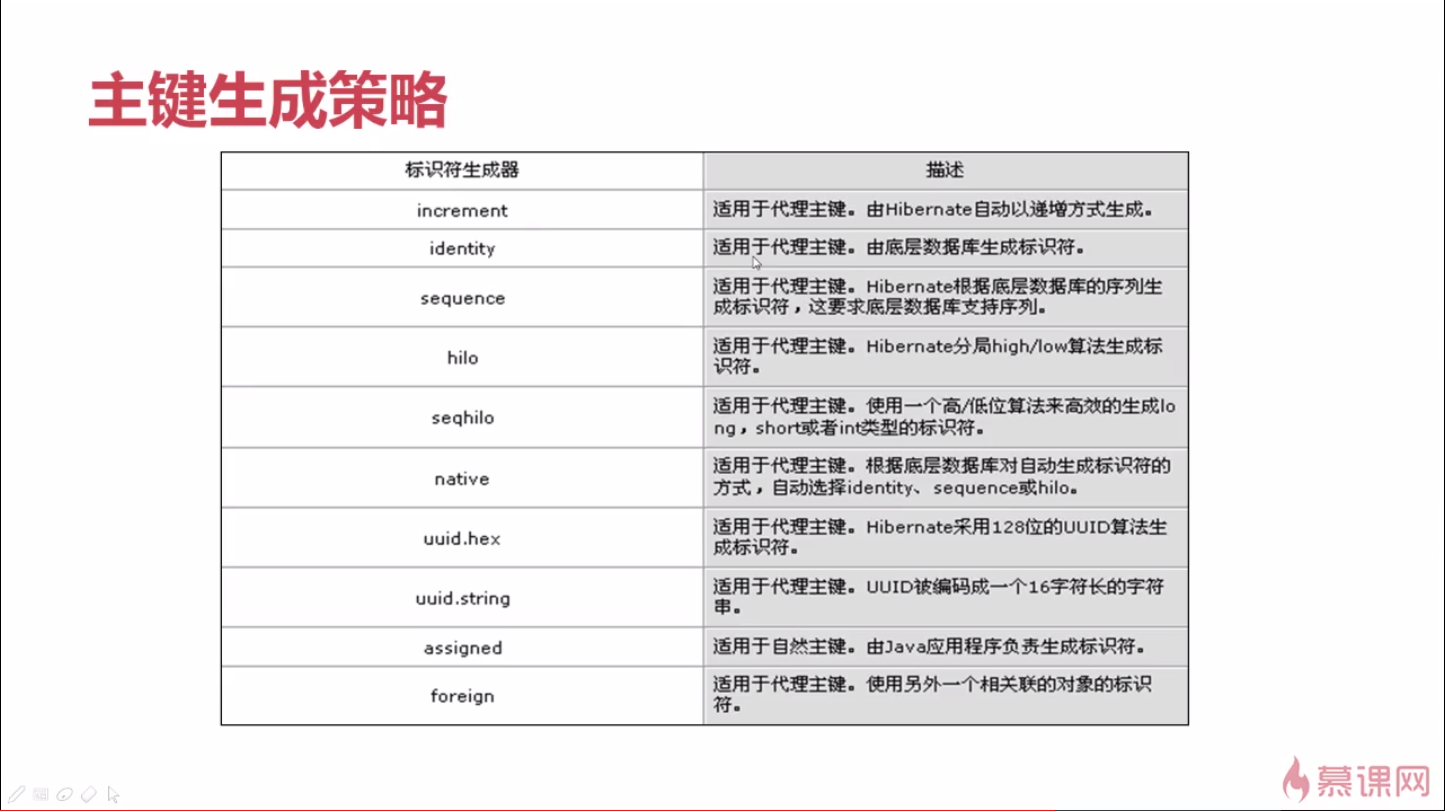 主键生成策略
标识符生成器 描述
increment 适用于代理主键。由Hibernate自动以递增方式生成。
identity 适用于代理主键。由底层数据库生成标识符。
sequence 适用于代理主键。Hibernate根据底层数据库的序列生
成标识符，这要求底层数据库支持序列。
hilo 适用于代理主键。Hibernate分局high/low算法生成标
识符。
seqhilo 适用于代理主键。使用一个高/低位算法来高效的生成lo
ng，short或者int类型的标识符。
native 适用于代理主键。根据底层数据库对自动生成标识符的
方式，自动选择identity、sequence或hilo。
uuid.hex 适用于代理主键。Hibernate采用128位的UUID算法生
成标识符。
uuid.string 适用于代理主键。UUID被编码成一个16字符长的字符
串。
assigned 适用于自然主键。由Java应用程序负责生成标识符。
foreign 适用于代理主键。使用另外一个相关联的对象的标识
符。
慕课网